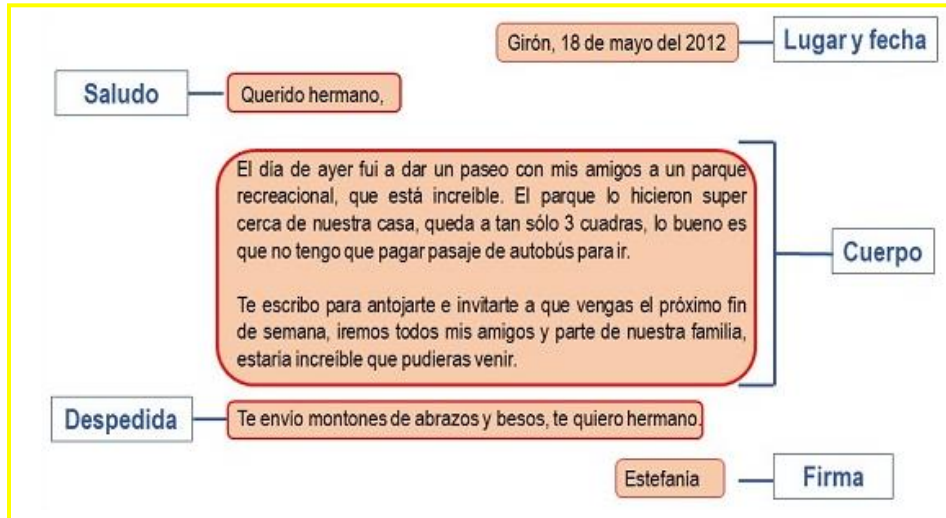 Girón, 18 de mayo del 2012
Lugar y fecha
Saludo
Querido hermano,
El día de ayer fui a dar un paseo con mis amigos a un parque
recreacional, que está increíble. El parque lo hicieron super
cerca de nuestra casa, queda a tan sólo 3 cuadras, lo bueno es
que no tengo que pagar pasaje de autobús para ir.
Te escribo para antojarte e invitarte a que vengas el próximo fin
de semana, iremos todos mis amigos y parte de nuestra familia,
estaría increíble que pudieras venir.
Cuerpo
Despedida
Te envio montones de abrazos y besos, te quiero hermano.
Estefanía
Firma